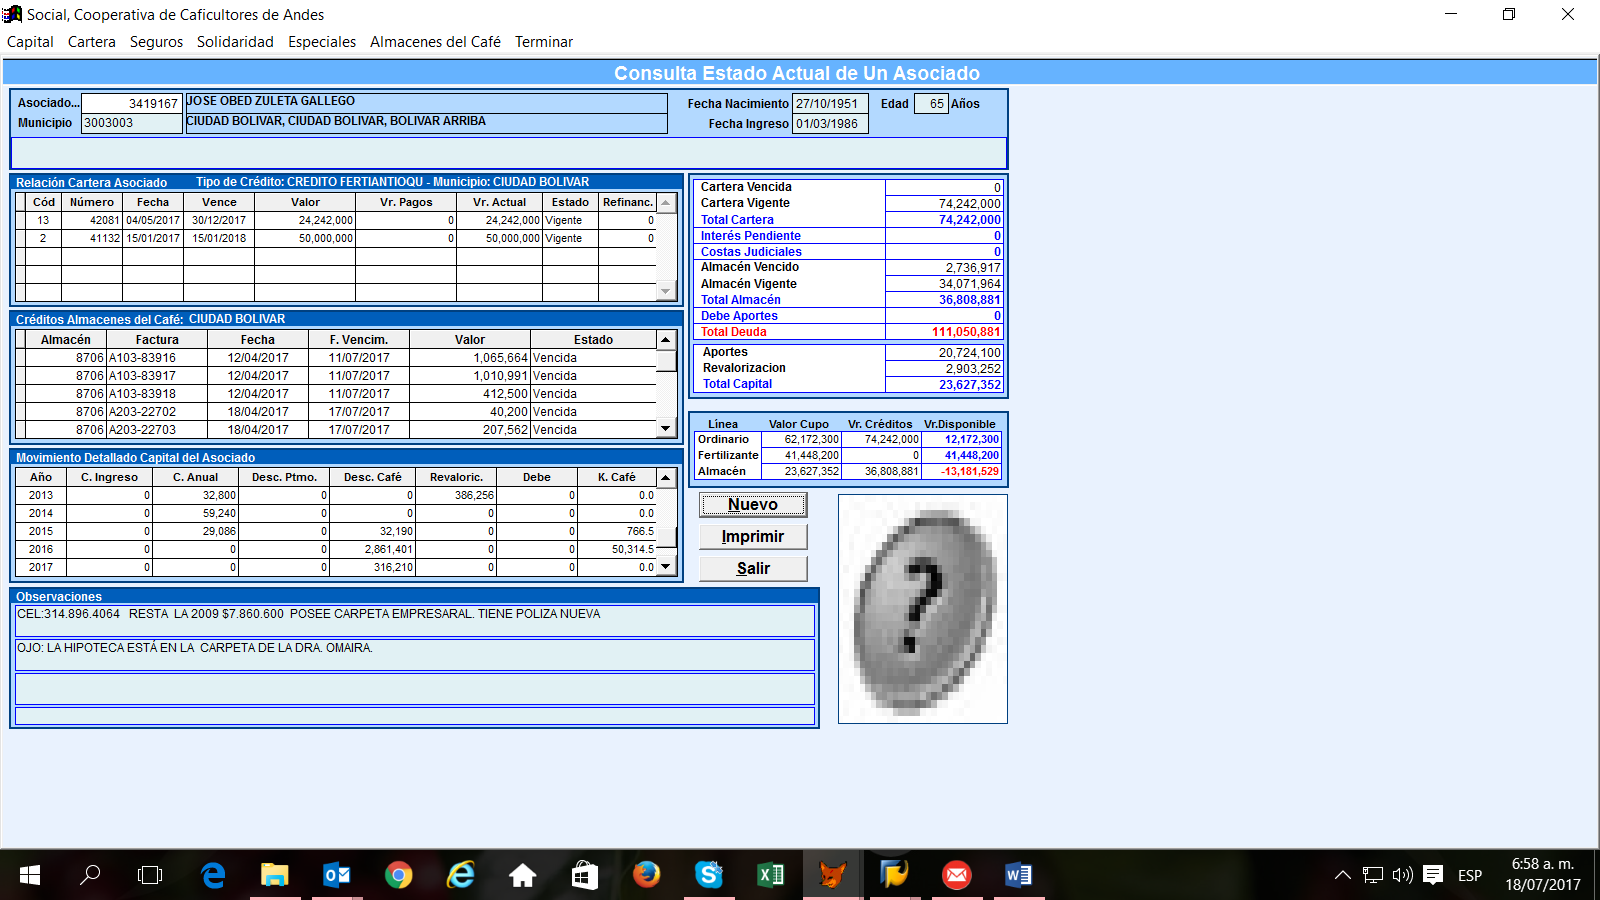 Social, Cooperativa de Caficultores de Andes
Capital Cartera Seguros Solidaridad Especiales Almacenes del Café Terminar
Consulta Estado Actual de Un Asociado
Asociado... 3419167 JOSE OBED ZULETA GALLEGO Fecha Nacimiento 27/10/1951 Edad 65 Años
Municipio 3003003 CIUDAD BOLIVAR, CIUDAD BOLIVAR, BOLIVAR ARRIBA Fecha Ingreso 01/03/1986
Relación Cartera Asociado Tipo de Crédito: CREDITO FERTIANTIOQU - Municipio: CIUDAD BOLIVAR
Cód Número Fecha Vence Valor Vr. Pagos Vr. Actual Estado Refinanc.
13 42081 04/05/2017 30/12/2017 24,242,000 0 24,242,000 Vigente 0
2 41132 15/01/2017 15/01/2018 50,000,000 0 50,000,000 Vigente 0
Cartera Vencida 0
Cartera Vigente 74,242,000
Total Cartera 74,242,000
Interés Pendiente 0
Costas Judiciales 0
Almacén Vencido 2,736,917
Almacén Vigente 34,071,964
Total Almacén 36,808,881
Debe Aportes 0
Total Deuda 111,050,881
Aportes 20,724,100
Revalorizacion 2,903,252
Total Capital 23,627,352
Créditos Almacenes del Café: CIUDAD BOLIVAR
Almacén Factura Fecha F. Vencim. Valor Estado
8706 A103-83916 12/04/2017 11/07/2017 1,065,664 Vencida
8706 A103-83917 12/04/2017 11/07/2017 1,010,991 Vencida
8706 A103-83918 12/04/2017 11/07/2017 412,500 Vencida
8706 A203-22702 18/04/2017 17/07/2017 40,200 Vencida
8706 A203-22703 18/04/2017 17/07/2017 207,562 Vencida
Línea Valor Cupo Vr. Créditos Vr.Disponible
Ordinario 62,172,300 74,242,000 12,172,300
Fertilizante 41,448,200 0 41,448,200
Almacén 23,627,352 36,808,881 -13,181,529
Movimiento Detallado Capital del Asociado
Año C. Ingreso C. Anual Desc. Ptmo. Desc. Café Revaloric. Debe K. Café
2013 0 32,800 0 0 386,256 0 0.0
2014 0 59,240 0 0 0 0 0.0
2015 0 29,086 0 32,190 0 0 766.5
2016 0 0 0 2,861,401 0 0 50,314.5
2017 0 0 0 316,210 0 0 0.0
Nuevo
Imprimir
Salir
?
Observaciones
CEL:314.896.4064 RESTA LA 2009 $7.860.600 POSEE CARPETA EMPRESARAL. TIENE POLIZA NUEVA
OJO: LA HIPOTECA ESTÁ EN LA CARPETA DE LA DRA. OMAIRA.
ESP
6:58 a. m.
18/07/2017